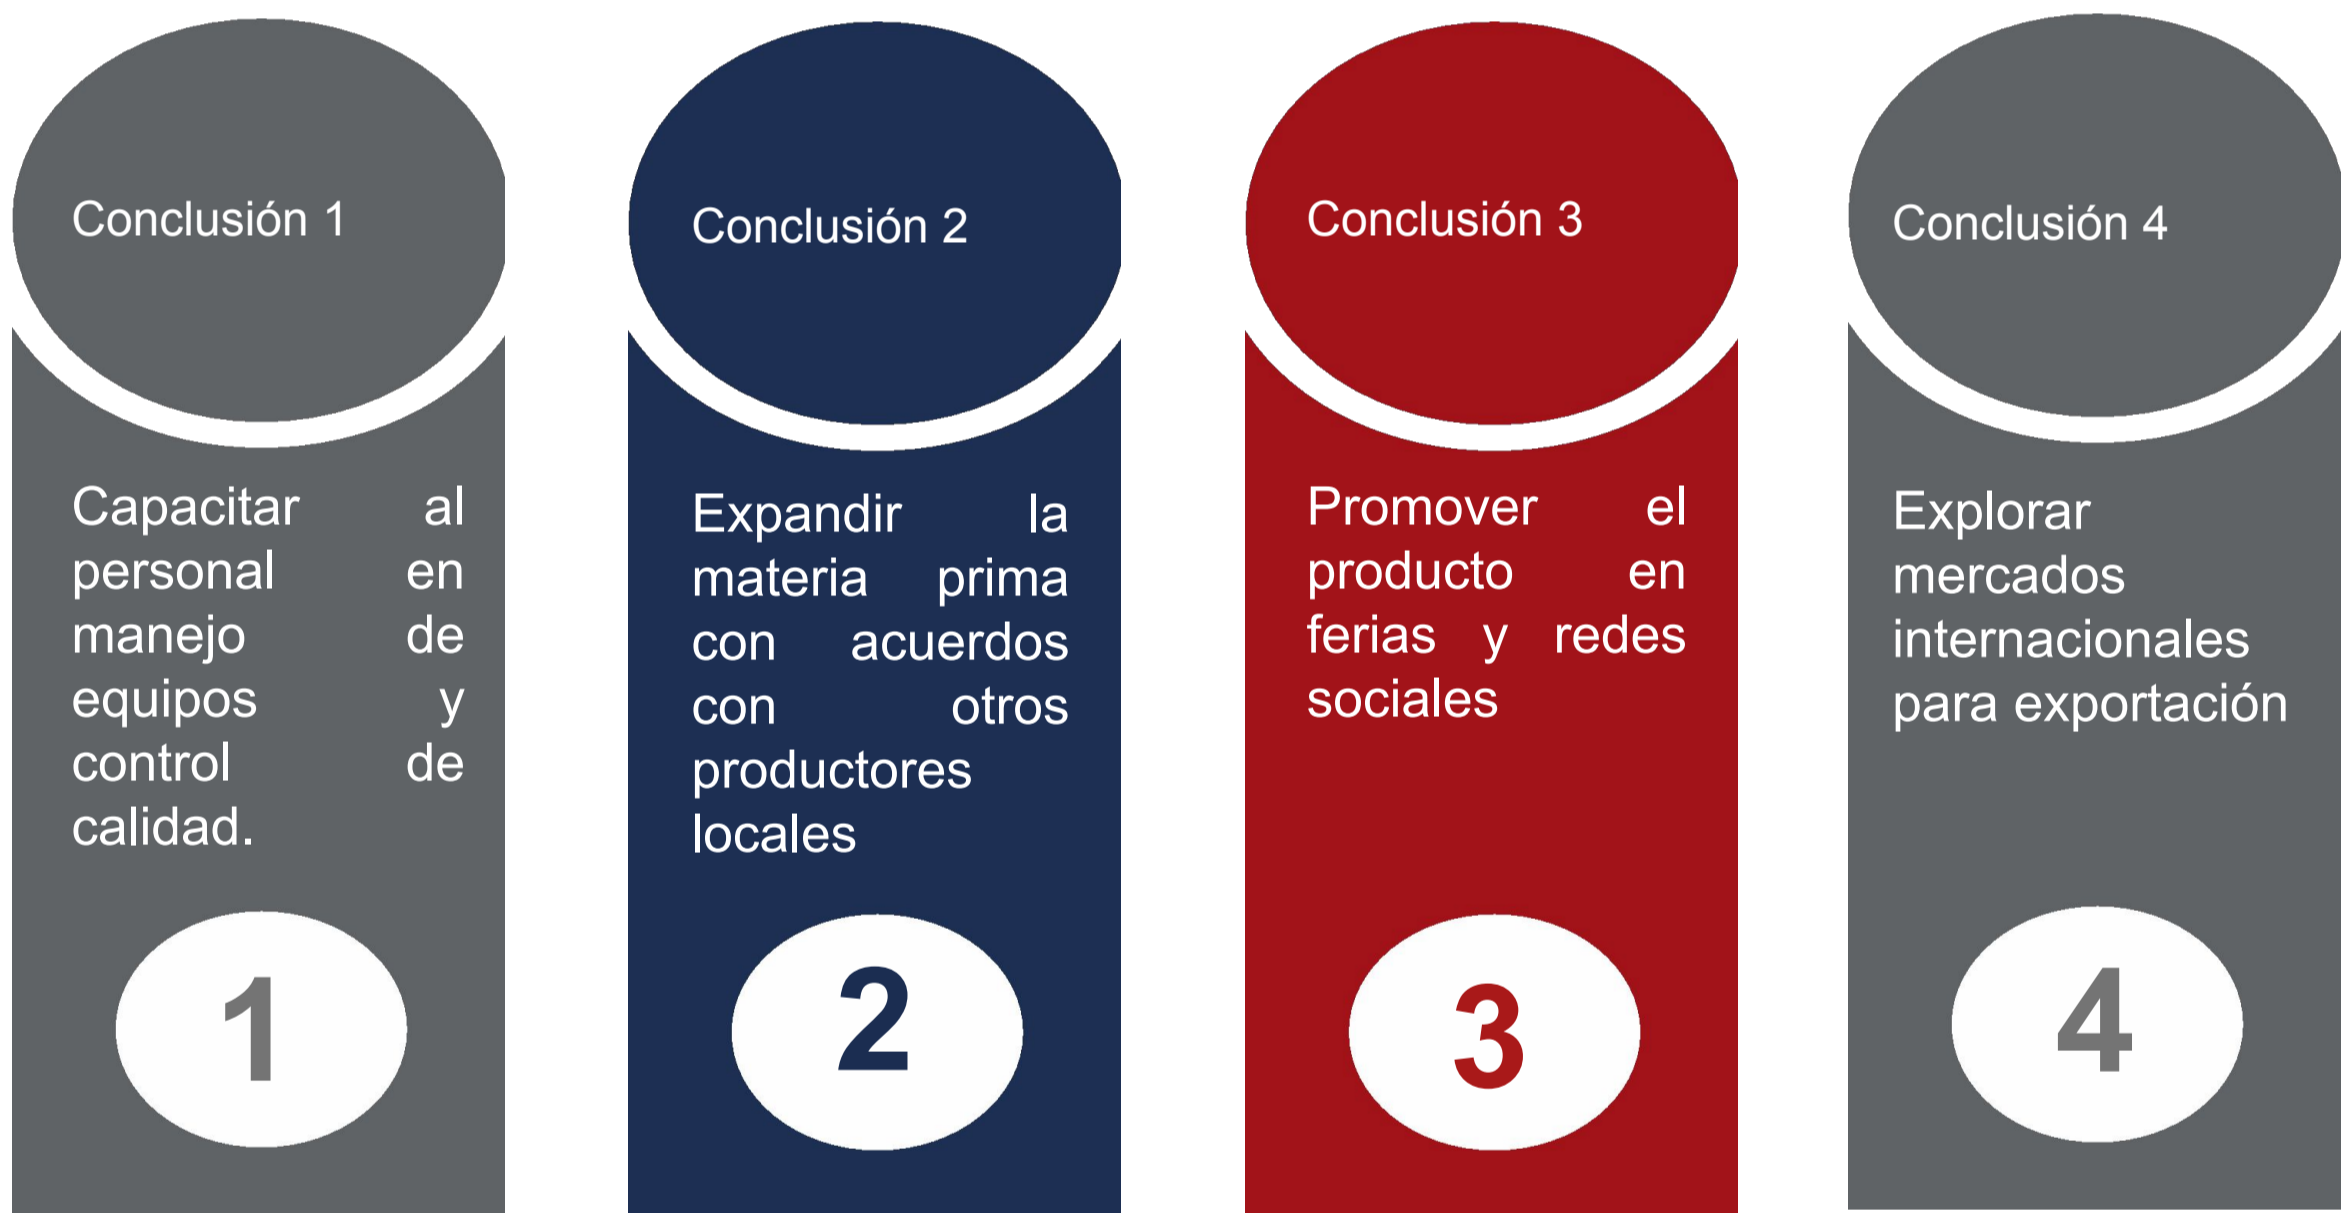 Conclusión 1
Capacitar al
personal en
manejo de
equipos y
control de
calidad.
1
Conclusión 2
Expandir la
materia prima
con acuerdos
con otros
productores
locales
2
Conclusión 3
Promover el
producto en
ferias y redes
sociales
3
Conclusión 4
Explorar
mercados
internacionales
para exportación
4